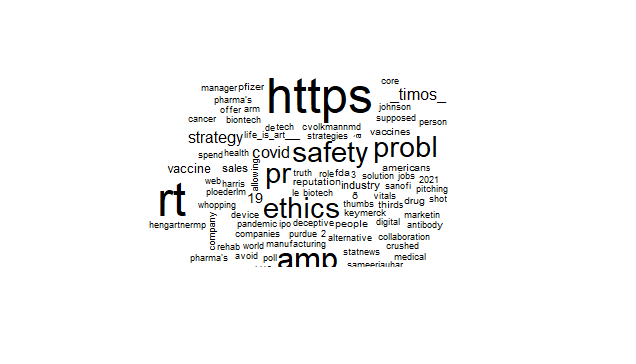 core
manager pfizer https _timos_
pharma's
offer arm johnson
cancer biontech supposed person
de tech cvolkmannmd
strategy life_is_art___ strategies vaccines
spend health covid safety probl
vaccine sales allowing pr truth role fda 3 solution jobs americans
web harris reputation industry sanofi 2021
rt ploederlm le biotech vitals pitching
whopping 19 ethics thumbs thirds drug shot
device keymerck marketin
hengartnermp company pandemic ipo deceptive people digital antibody
companies purdue 2 alternative collaboration
rehab world manufacturing crushed
pharma's avoid poll amp statnews medical